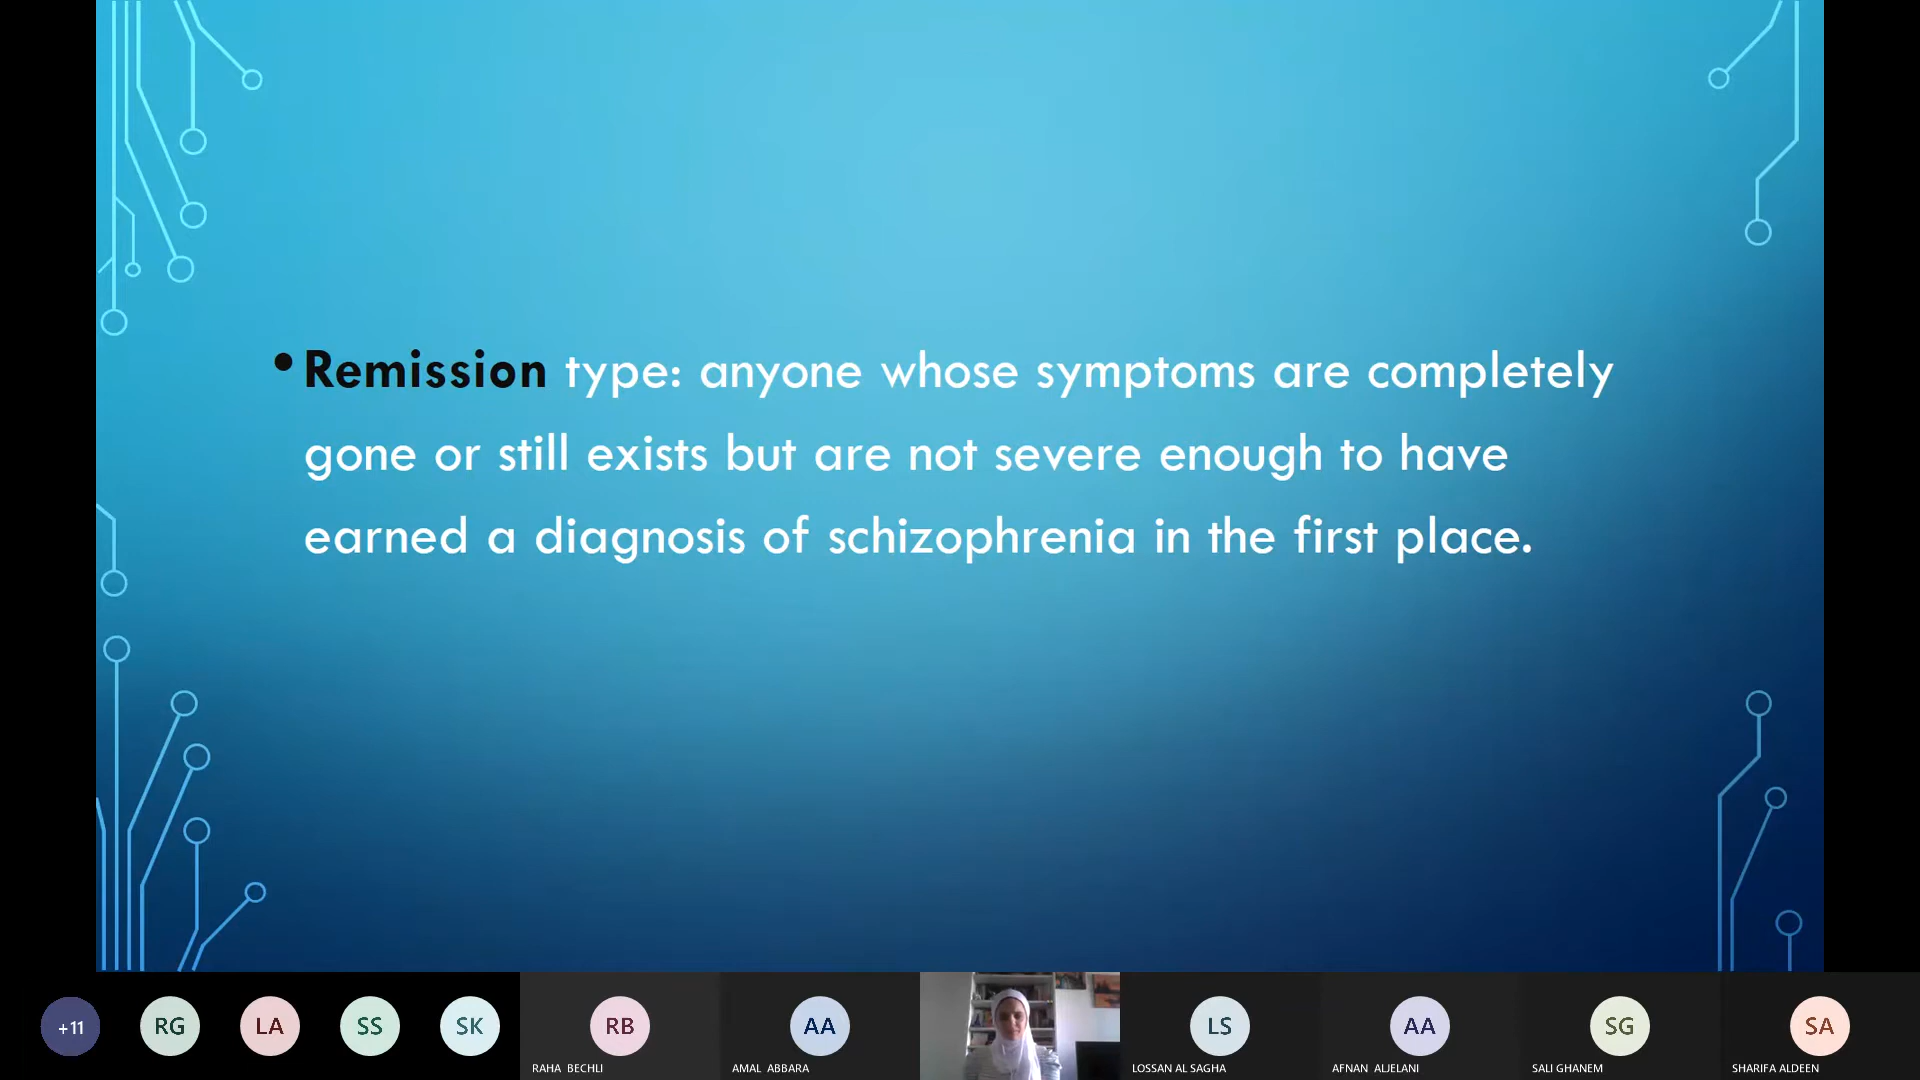 •Remission type: anyone whose symptoms are completely
gone or still exists but are not severe enough to have
earned a diagnosis of schizophrenia in the first place.
+11
RG
LA
SS
SK
RB
RAHA BECHLI
AA
AMAL ABBARA
LS
LOSSAN AL SAGHA
AA
AFNAN ALJELANI
SG
SALI GHANEM
SA
SHARIFA ALDEEN